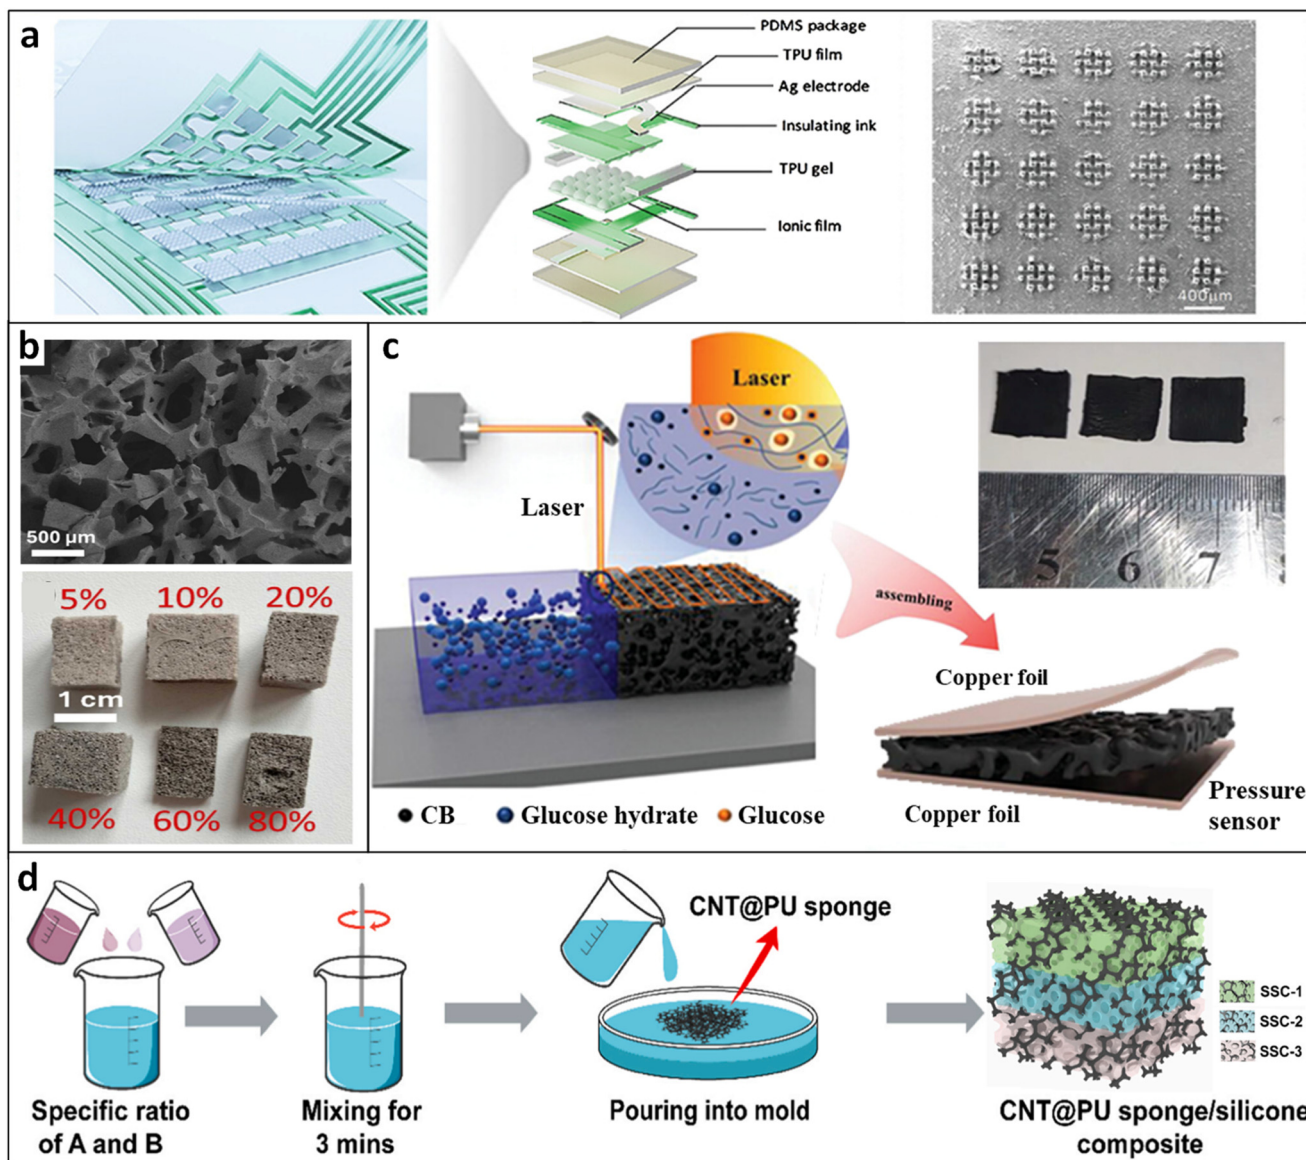 a
PDMS package
TPU film
Ag electrode
Insulating ink
TPU gel
Ionic film
400μm
b
500 μm
5% 10% 20%
1 cm
40% 60% 80%
c
Laser
Laser
assembling
5 6 7
Copper foil
Copper foil
Pressure
sensor
CB Glucose hydrate Glucose
d
CNT@PU sponge
SSC-1
SSC-2
SSC-3
Specific ratio
of A and B
Mixing for
3 mins
Pouring into mold
CNT@PU sponge/silicone
composite